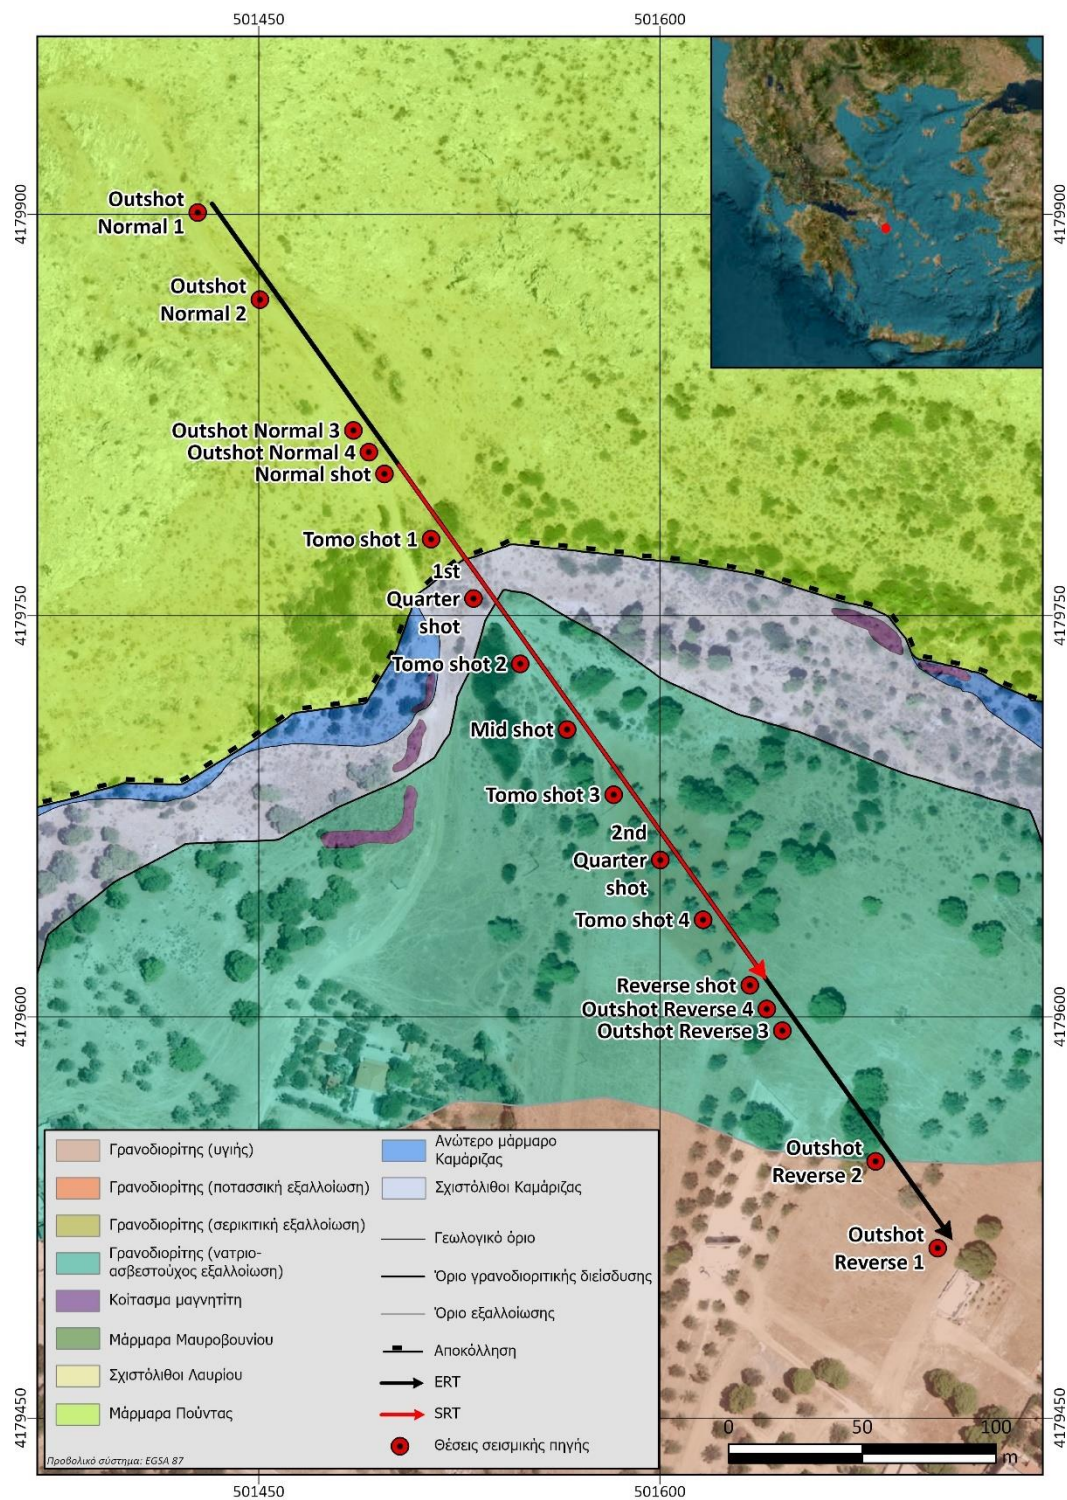 501450
501600
4179900
4179900
Outshot
Normal 1
Outshot
Normal 2
Outshot Normal 3
Outshot Normal 4
Normal shot
Tomo shot 1
1st
Quarter
shot
4179750
4179750
Tomo shot 2
Mid shot
Tomo shot 3
2nd
Quarter
shot
Tomo shot 4
Reverse shot
Outshot Reverse 4
Outshot Reverse 3
4179600
4179600
Outshot
Reverse 2
Outshot
Reverse 1
Γρανοδιορίτης (υγιής)
Γρανοδιορίτης (ποτασσική εξαλλοίωση)
Γρανοδιορίτης (σερικιτική εξαλλοίωση)
Γρανοδιορίτης (νατριο-
ασβεστούχος εξαλλοίωση)
Κοίτασμα μαγνητίτη
Μάρμαρα Μαυροβουνίου
Σχιστόλιθοι Λαυρίου
Μάρμαρα Πούντας
Ανώτερο μάρμαρο
Καμάριζας
Σχιστόλιθοι Καμάριζας
Γεωλογικό όριο
Όριο γρανοδιοριτικής διείσδυσης
Όριο εξαλλοίωσης
Αποκόλληση
ERT
SRT
Θέσεις σεισμικής πηγής
Προβολικό σύστημα: EGSA 87
4179450
0 50 100
m
501450
501600